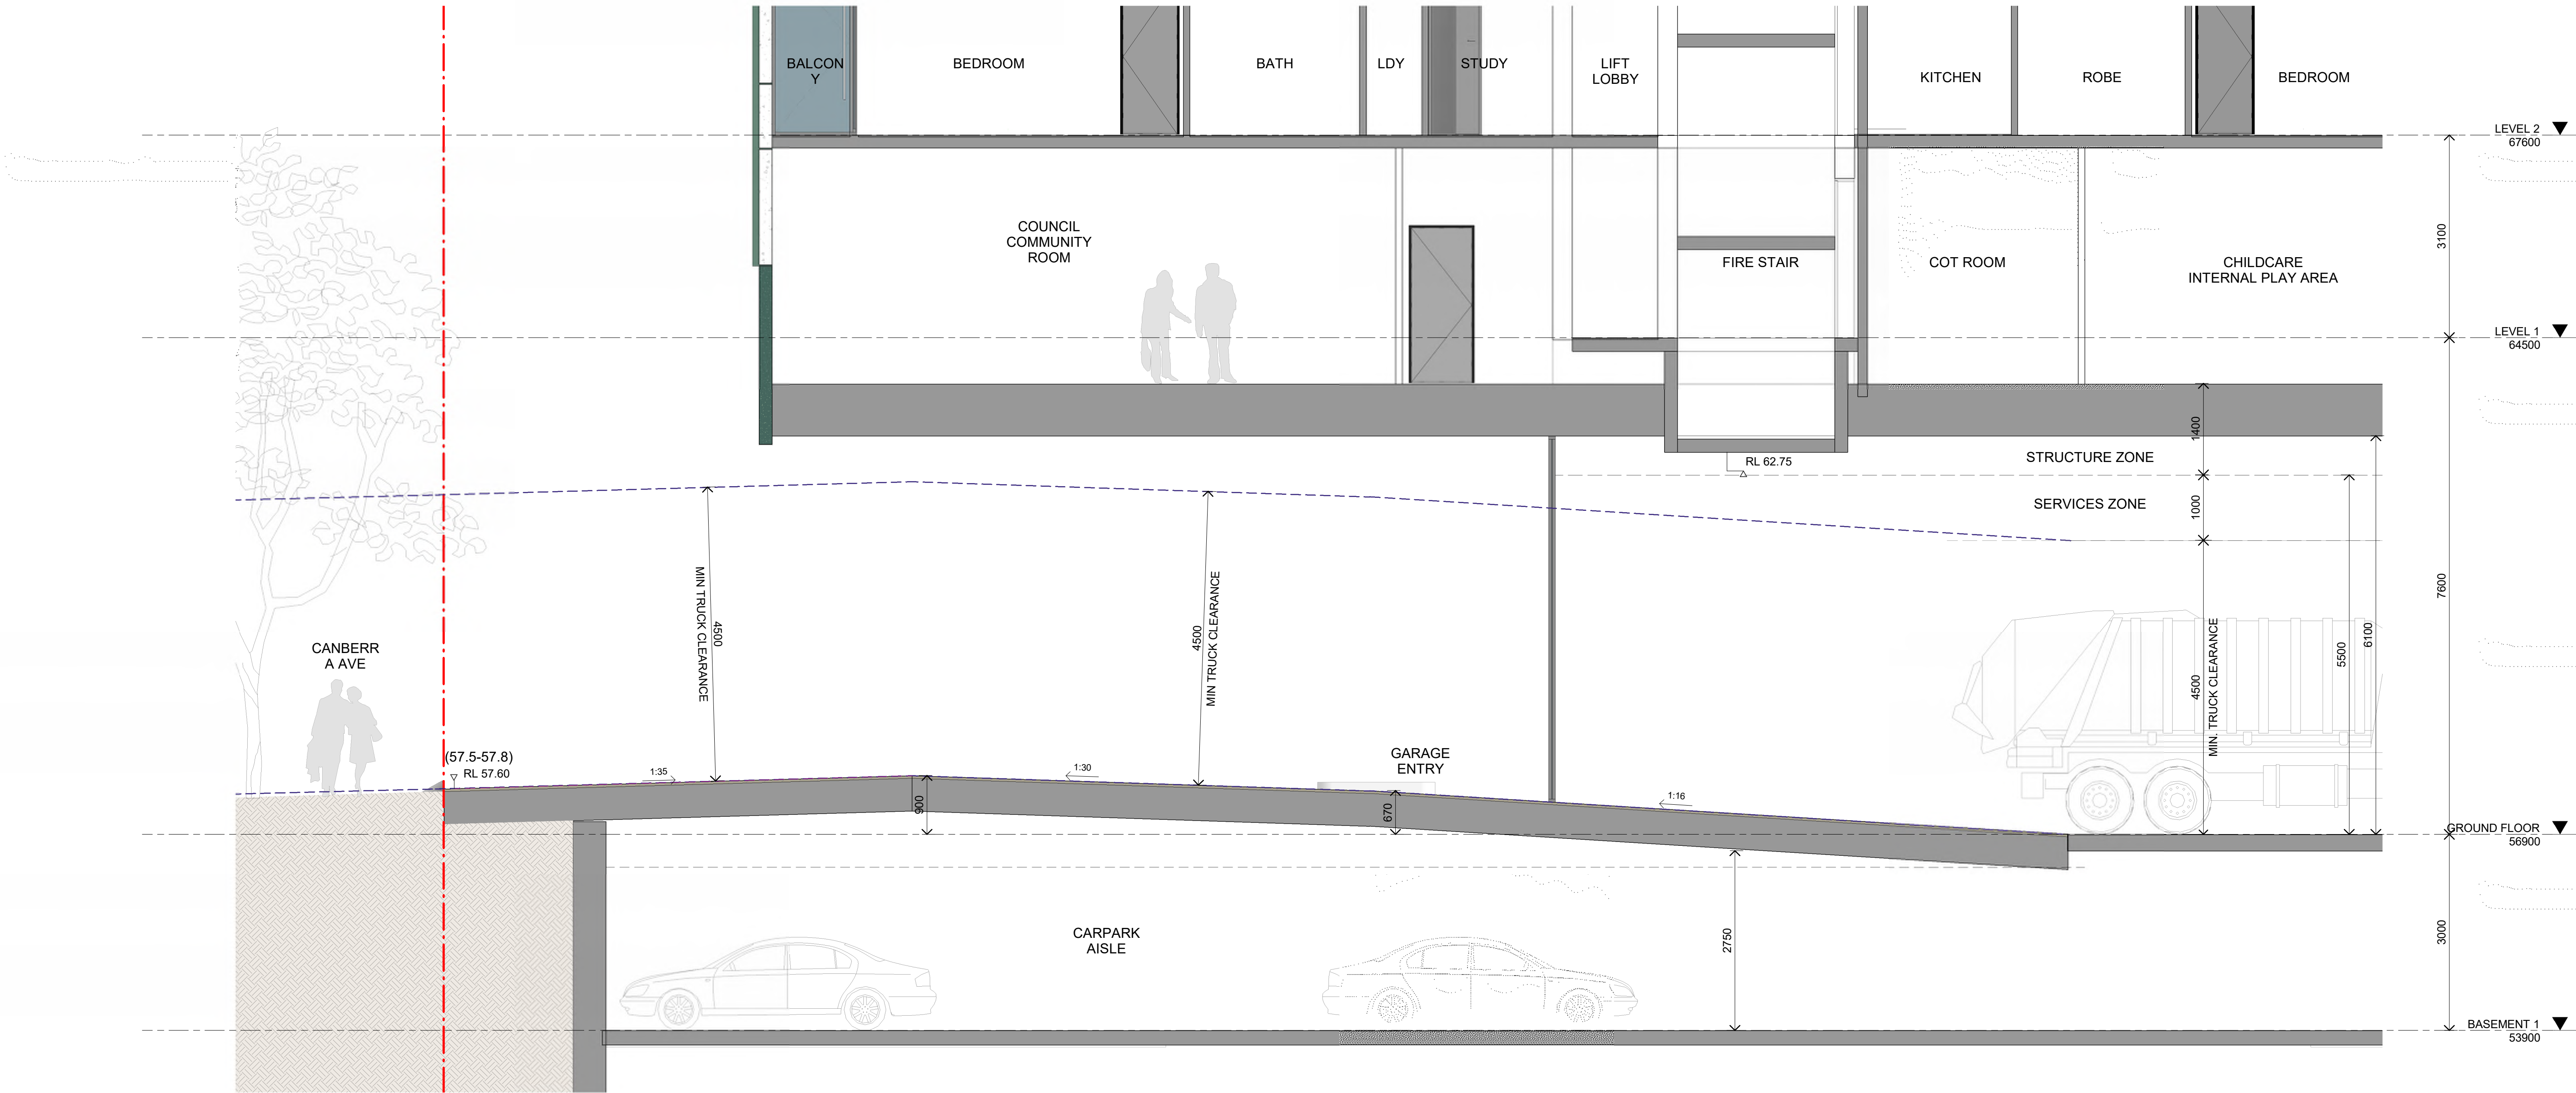 BALCON
Y
BEDROOM
BATH
LDY
STUDY
LIFT
LOBBY
KITCHEN
ROBE
BEDROOM
LEVEL 2
67600
COUNCIL
COMMUNITY
ROOM
FIRE STAIR
COT ROOM
CHILDCARE
INTERNAL PLAY AREA
3100
LEVEL 1
64500
1400
RL 62.75
STRUCTURE ZONE
SERVICES ZONE
1000
MIN TRUCK CLEARANCE
4500
4500
MIN TRUCK CLEARANCE
4500
MIN. TRUCK CLEARANCE
5500
6100
7600
CANBERR
A AVE
(57.5-57.8)
RL 57.60
1:35
1:30
GARAGE
ENTRY
1:16
900
670
GROUND FLOOR
56900
CARPARK
AISLE
2750
3000
BASEMENT 1
53900